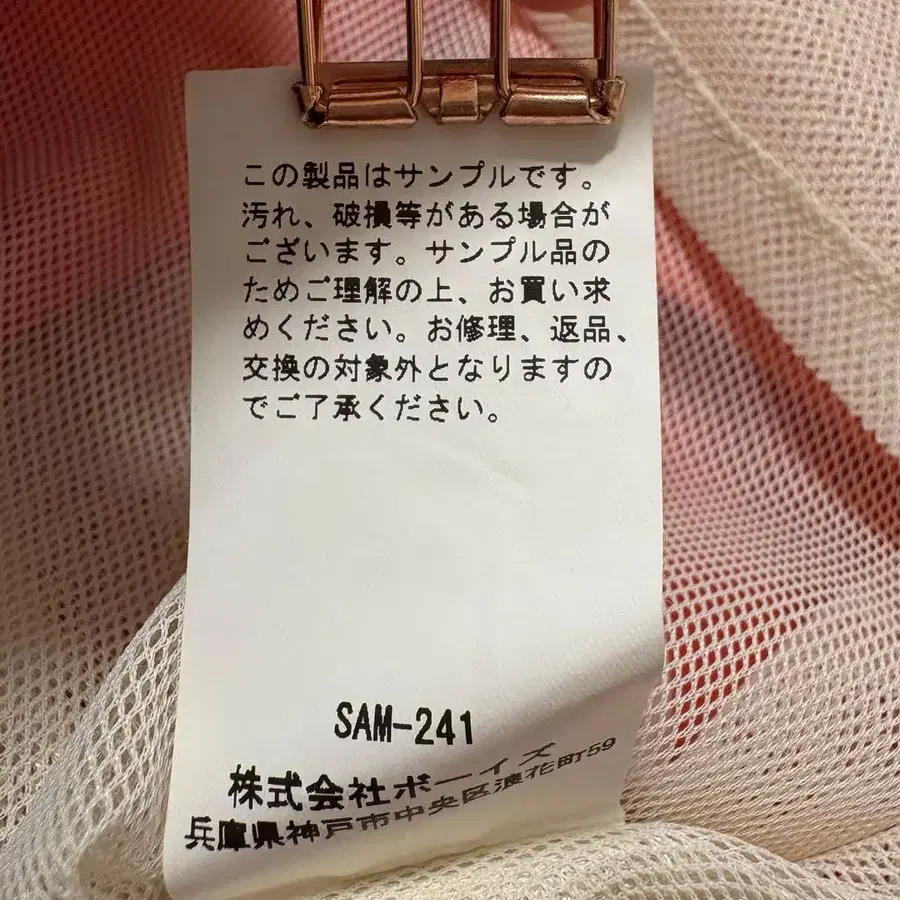 この製品はサンプルです。
汚れ、破損等がある場合が
ございます。サンプル品の
ためご理解の上、お買い求
めください。お修理、返品、
交換の対象外となりますの
でご了承ください。
SAM-241
株式会社ボーイズ
兵庫県神戸市中央区浪花町59